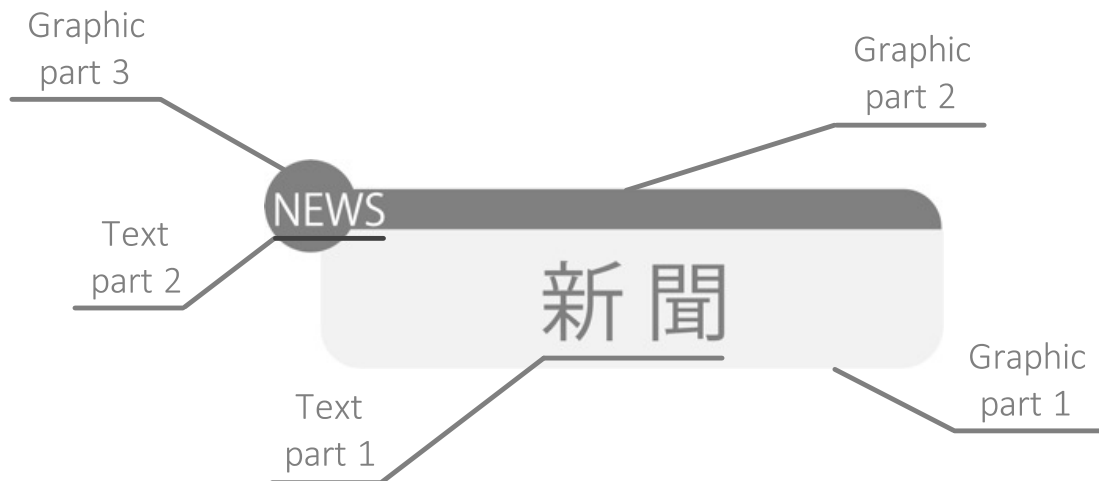 Graphic
part 3
Graphic
part 2
NEWS
Text
part 2
新聞
Graphic
part 1
Text
part 1